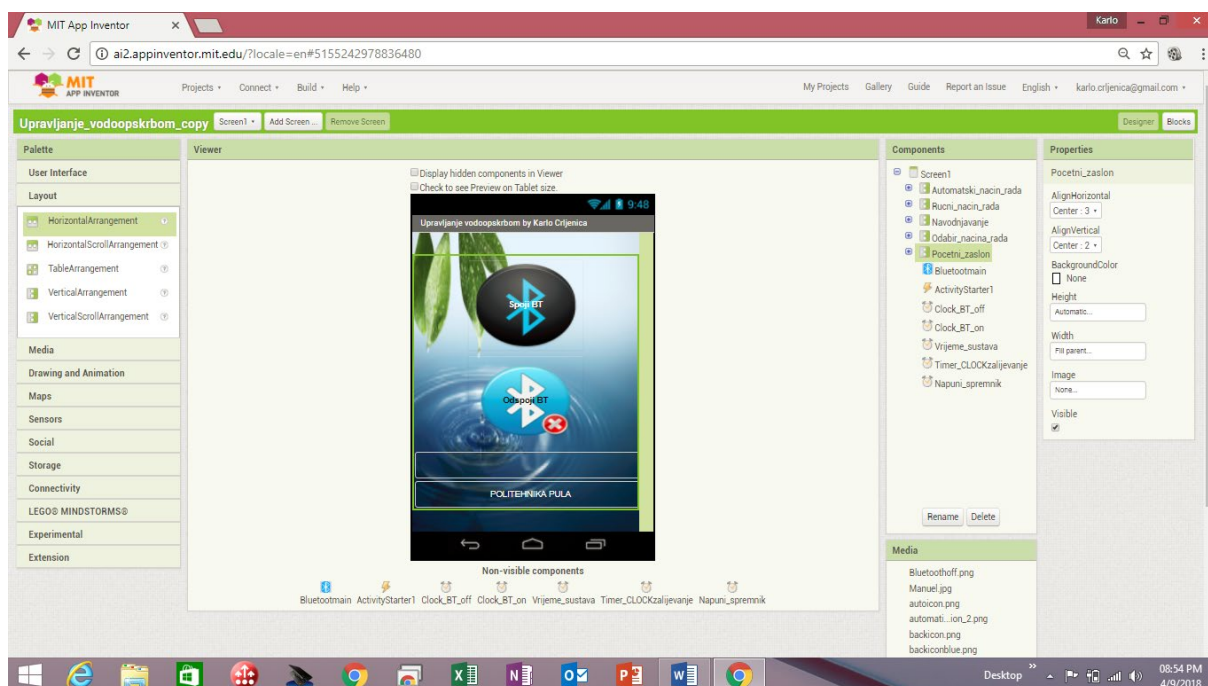 MIT App Inventor
Karlo
ai2.appinventor.mit.edu/?locale=en#5155242978836480
MIT
APP INVENTOR
Projects Connect Build Help
My Projects Gallery Guide Report an Issue English karlo.crljenica@gmail.com
Upravljanje_vodoopskrbom_copy Screen1 Add Screen ... Remove Screen
Designer Blocks
Palette
User Interface
Layout
HorizontalArrangement
HorizontalScrollArrangement
TableArrangement
VerticalArrangement
VerticalScrollArrangement
Media
Drawing and Animation
Maps
Sensors
Social
Storage
Connectivity
LEGO® MINDSTORMS®
Experimental
Extension
Viewer
Display hidden components in Viewer
Check to see Preview on Tablet size.
9:48
Upravljanje vodoopskrbom by Karlo Crljenica
Spoji BT
Odspoji BT
POLITEHNIKA PULA
Non-visible components
Bluetootmain ActivityStarter1 Clock_BT_off Clock_BT_on Vrijeme_sustava Timer_CLOCKzalijevanje Napuni_spremnik
Components
Screen1
Automatski_nacin_rada
Rucni_nacin_rada
Navodnjavanje
Odabir_nacina_rada
Pocetni_zaslon
Bluetootmain
ActivityStarter1
Clock_BT_off
Clock_BT_on
Vrijeme_sustava
Timer_CLOCKzalijevanje
Napuni_spremnik
Rename Delete
Media
Bluetoothoff.png
Manuel.jpg
autoicon.png
automati...ion_2.png
backicon.png
backiconblue.png
Properties
Pocetni_zaslon
AlignHorizontal
Center : 3
AlignVertical
Center : 2
BackgroundColor
None
Height
Automatic...
Width
Fill parent...
Image
None...
Visible
Desktop
08:54 PM
4/9/2018